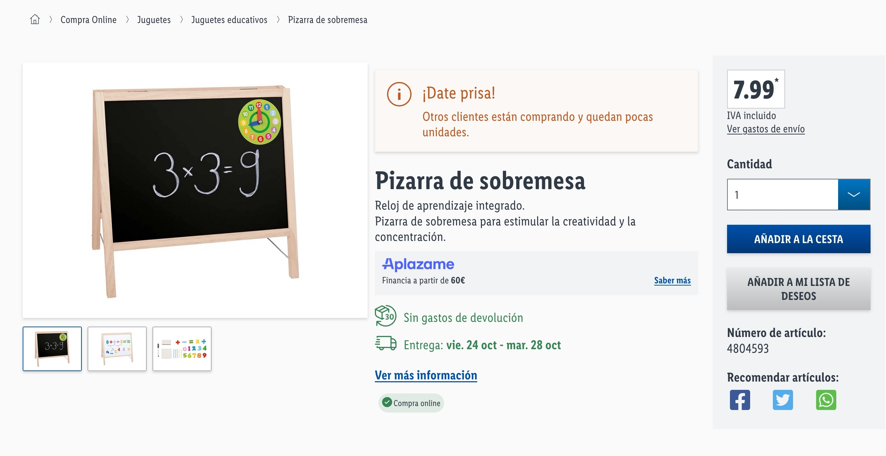 Compra Online > Juguetes > Juguetes educativos > Pizarra de sobremesa
3×3=9
¡Date prisa!
Otros clientes están comprando y quedan pocas
unidades.
Pizarra de sobremesa
Reloj de aprendizaje integrado.
Pizarra de sobremesa para estimular la creatividad y la
concentración.
Aplazame
Financia a partir de 60€
Saber más
30
Sin gastos de devolución
Entrega: vie. 24 oct - mar. 28 oct
Ver más información
Compra online
7.99*
IVA incluido
Ver gastos de envío
Cantidad
1
AÑADIR A LA CESTA
AÑADIR A MI LISTA DE
DESEOS
Número de artículo:
4804593
Recomendar artículos: